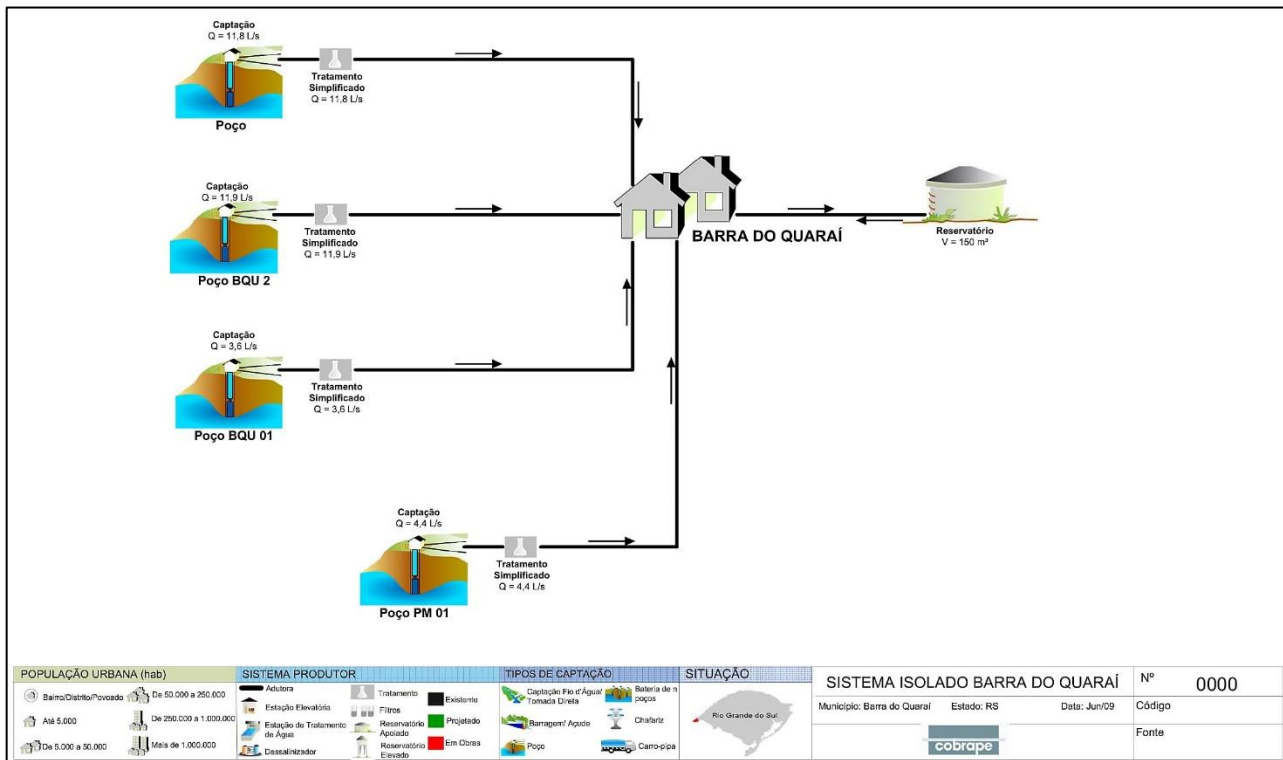 Captação
Q = 11,8 L/s
Tratamento
Simplificado
Q = 11,8 L/s
Poço
Captação
Q = 11,9 L/s
Tratamento
Simplificado
Q = 11,9 L/s
Poço BQU 2
BARRA DO QUARAÍ
Reservatório
V = 150 m³
Captação
Q = 3,6 L/s
Tratamento
Simplificado
Q = 3,6 L/s
Poço BQU 01
Captação
Q = 4,4 L/s
Tratamento
Simplificado
Q = 4,4 L/s
Poço PM 01
POPULAÇÃO URBANA (hab)
Bairro/Distrito/Povoado
Até 5.000
De 5.000 a 50.000
De 50.000 a 250.000
De 250.000 a 1.000.000
Mais de 1.000.000
SISTEMA PRODUTOR
Adutora
Estação Elevatória
Estação de Tratamento
de Água
Dessalinizador
Tratamento
Filtros
Reservatório
Apoiado
Reservatório
Elevado
Existente
Projetado
Em Obras
TIPOS DE CAPTAÇÃO
Captação Fio d'Água/
Tomada Direta
Barragem/ Açude
Poço
Bateria de n
poços
Chafariz
Carro-pipa
SITUAÇÃO
Rio Grande do Sul
SISTEMA ISOLADO BARRA DO QUARAÍ
Município: Barra do Quaraí Estado: RS Data: Jun/09
cobrape
Nº 0000
Código
Fonte